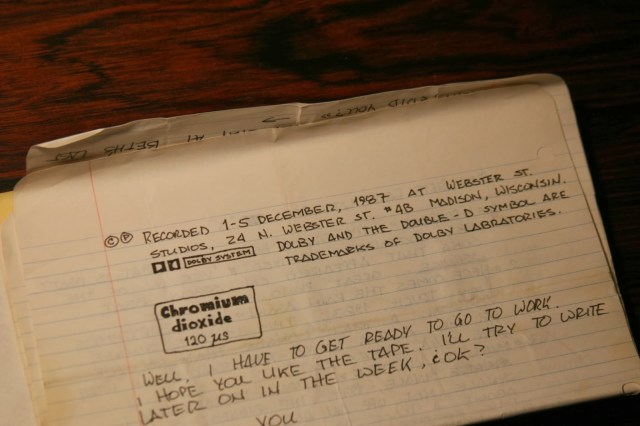 ©℗ RECORDED 1-5 DECEMBER, 1987 AT WEBSTER ST.
STUDIOS, 24 N. WEBSTER ST. #4B MADISON, WISCONSIN.
DOLBY SYSTEM DOLBY AND THE DOUBLE-D SYMBOL ARE
TRADEMARKS OF DOLBY LABRATORIES.
Chromium
dioxide
120 µs
WELL, I HAVE TO GET READY TO GO TO WORK.
I HOPE YOU LIKE THE TAPE. I'LL TRY TO WRITE
LATER ON IN THE WEEK, ¿OK?
YOU